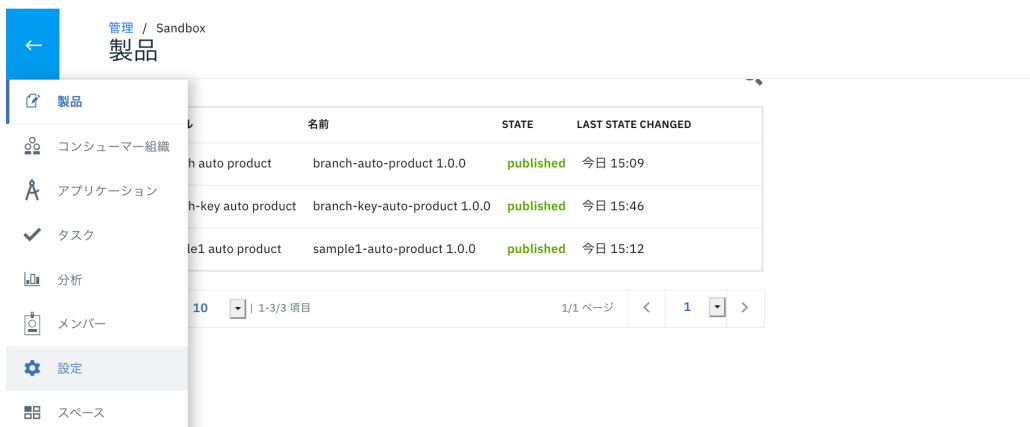 管理 / Sandbox
製品
製品
コンシューマー組織
アプリケーション
タスク
分析
メンバー
設定
スペース
ル 名前 STATE LAST STATE CHANGED
h auto product branch-auto-product 1.0.0 published 今日 15:09
h-key auto product branch-key-auto-product 1.0.0 published 今日 15:46
le1 auto product sample1-auto-product 1.0.0 published 今日 15:12
10 | 1-3/3 項目 1/1 ページ < 1 >